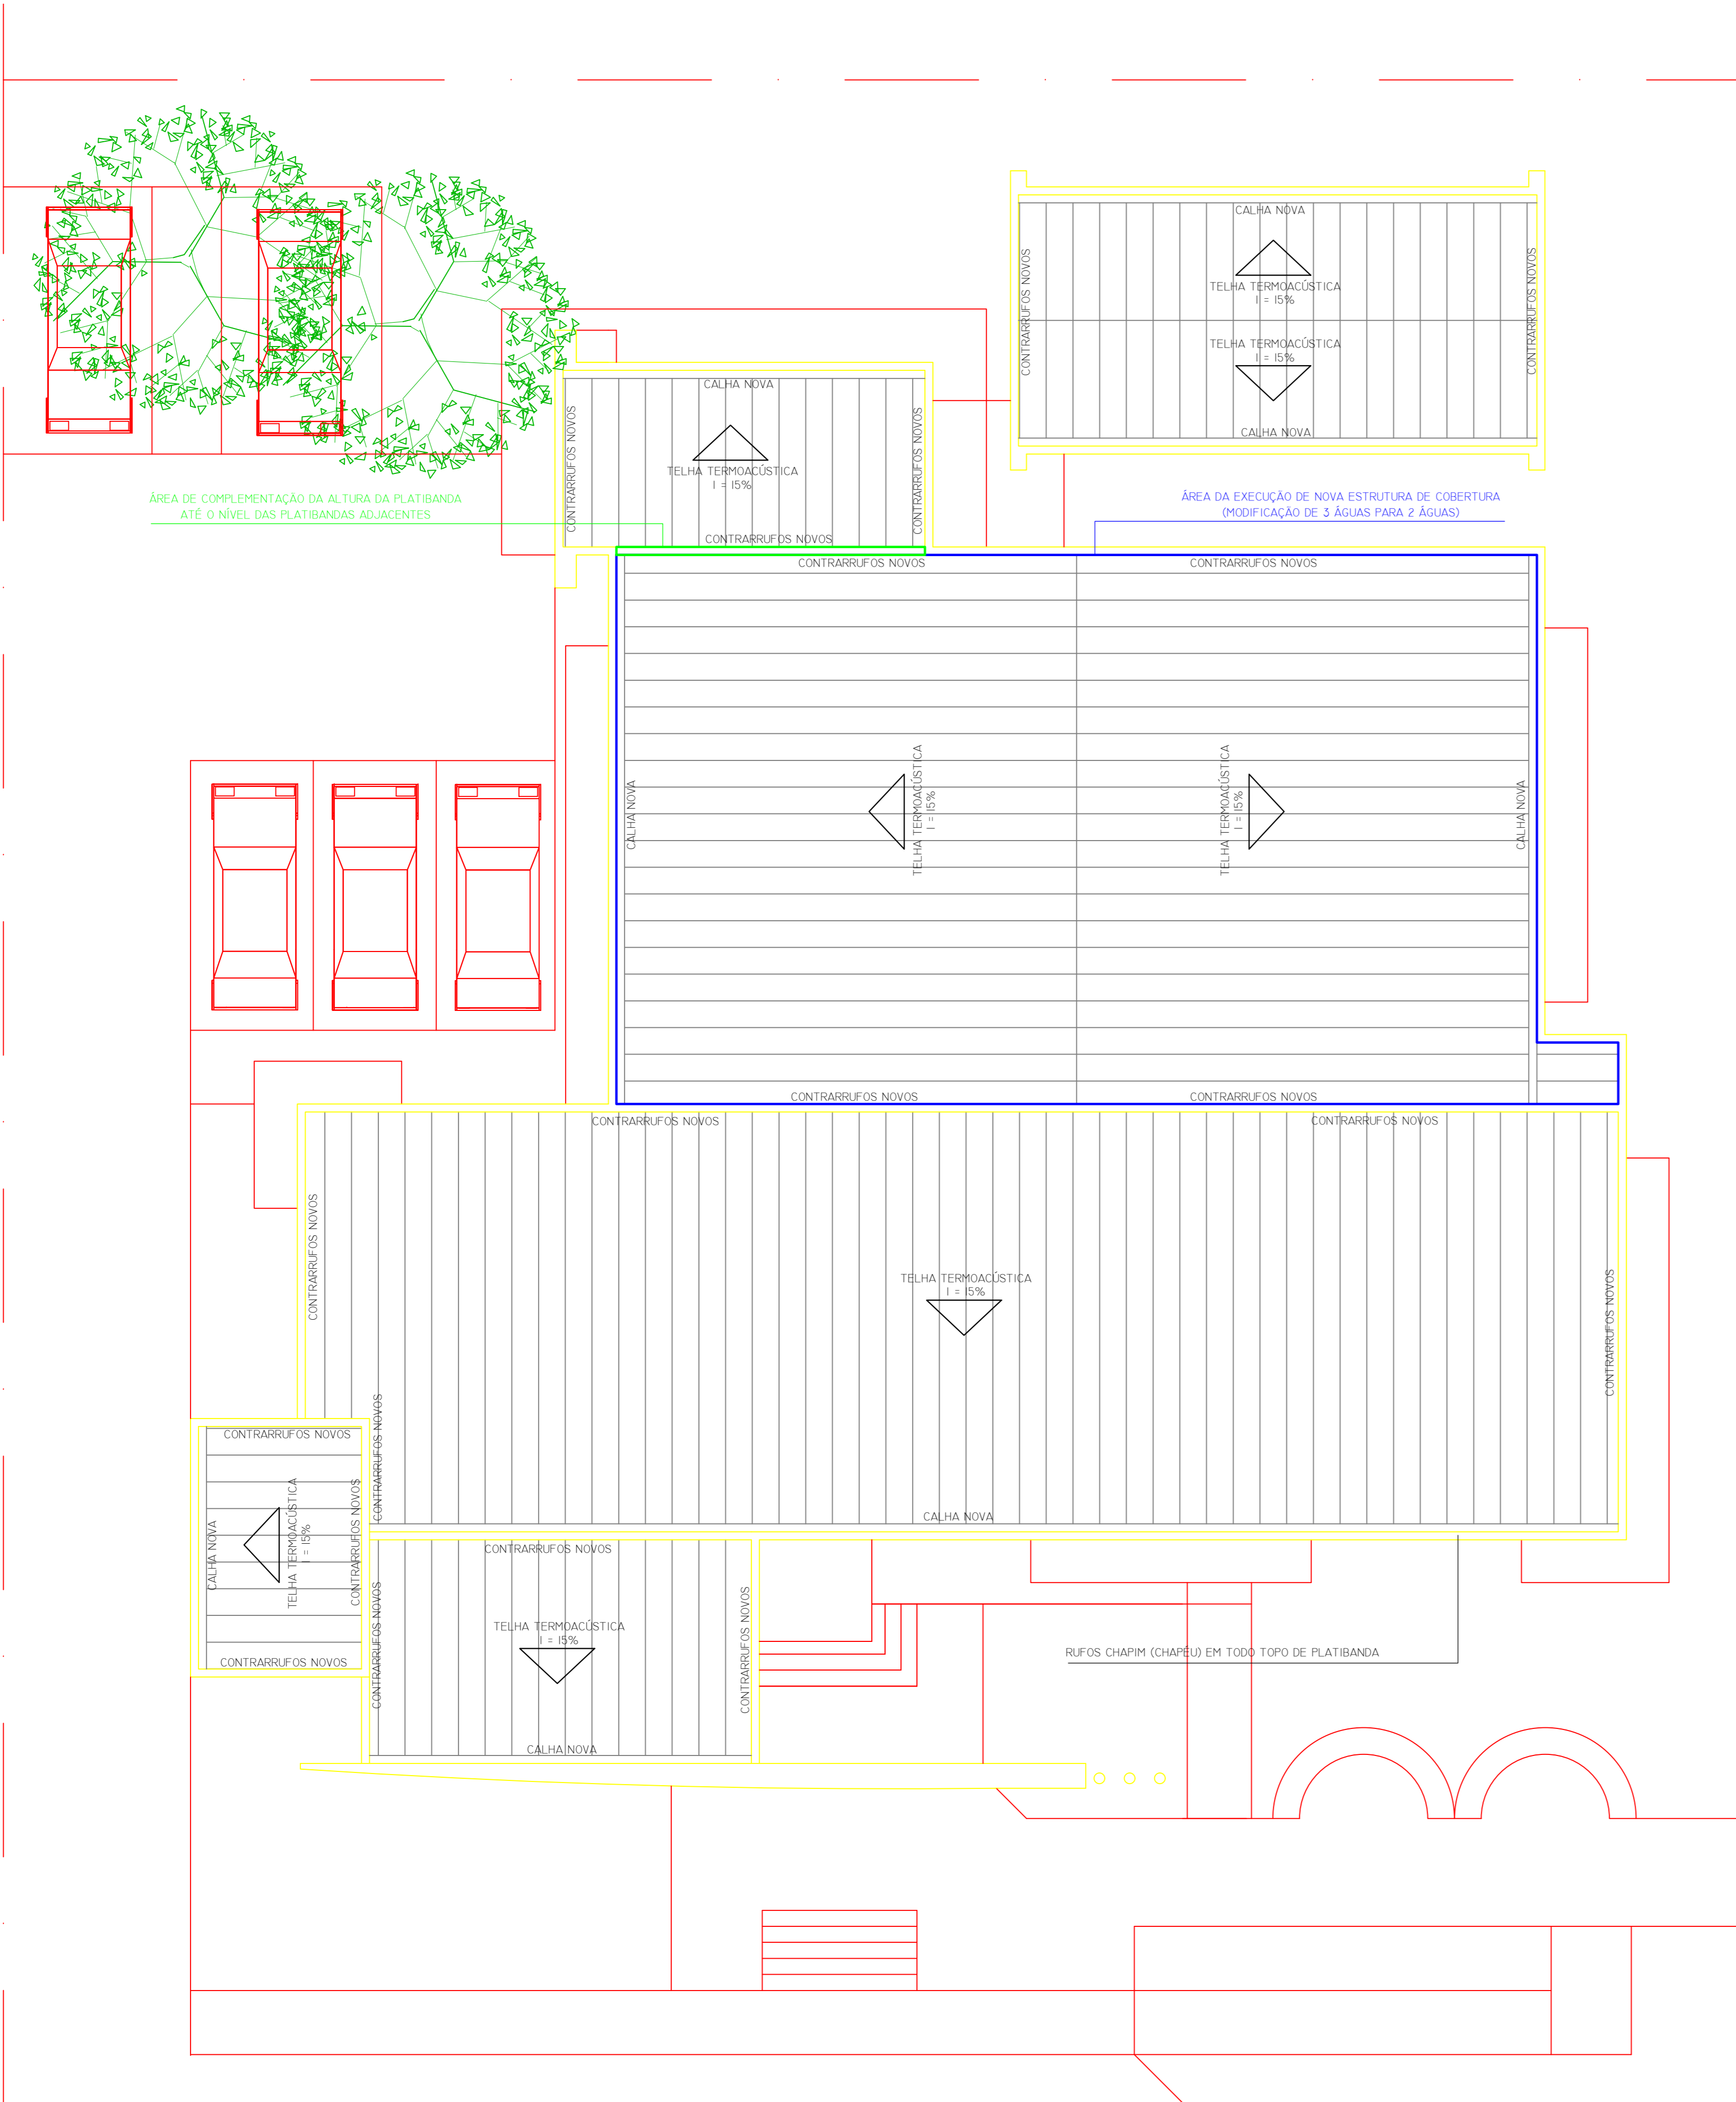 CALHA NOVA
CONTRARRUFOS NOVOS
CONTRARRUFOS NOVOS
TELHA TERMOACÚSTICA
I = 15%
TELHA TERMOACÚSTICA
I = 15%
CALHA NOVA
CALHA NOVA
CONTRARRUFOS NOVOS
CONTRARRUFOS NOVOS
TELHA TERMOACÚSTICA
I = 15%
CONTRARRUFOS NOVOS
ÁREA DE COMPLEMENTAÇÃO DA ALTURA DA PLATIBANDA
ATÉ O NÍVEL DAS PLATIBANDAS ADJACENTES
ÁREA DA EXECUÇÃO DE NOVA ESTRUTURA DE COBERTURA
(MODIFICAÇÃO DE 3 ÁGUAS PARA 2 ÁGUAS)
CONTRARRUFOS NOVOS
CONTRARRUFOS NOVOS
CALHA NOVA
TELHA TERMOACÚSTICA
I = 15%
TELHA TERMOACÚSTICA
I = 15%
CALHA NOVA
CONTRARRUFOS NOVOS
CONTRARRUFOS NOVOS
CONTRARRUFOS NOVOS
CONTRARRUFOS NOVOS
CONTRARRUFOS NOVOS
TELHA TERMOACÚSTICA
I = 15%
CONTRARRUFOS NOVOS
CONTRARRUFOS NOVOS
CALHA NOVA
CONTRARRUFOS NOVOS
CALHA NOVA
TELHA TERMOACÚSTICA
I = 15%
CONTRARRUFOS NOVOS
CONTRARRUFOS NOVOS
CONTRARRUFOS NOVOS
CONTRARRUFOS NOVOS
TELHA TERMOACÚSTICA
I = 15%
CONTRARRUFOS NOVOS
CALHA NOVA
RUFOS CHAPIM (CHAPÉU) EM TODO TOPO DE PLATIBANDA